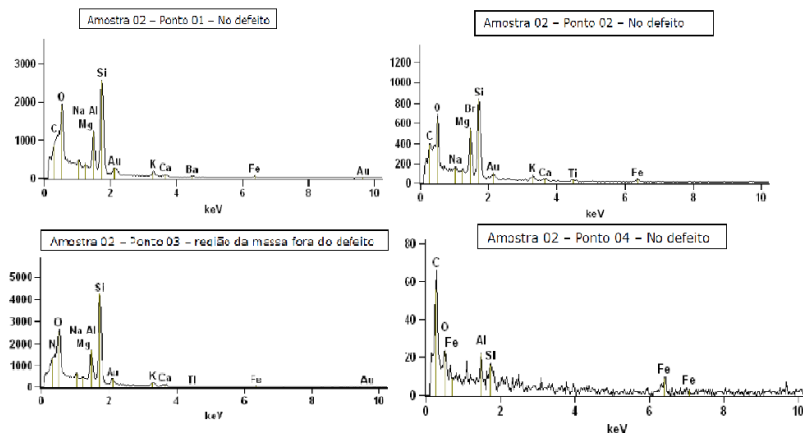 Amostra 02 – Ponto 01 – No defeito
3000
2000
1000
0
C
O
Na
Mg
Al
Si
Au
K
Ca
Ba
Fe
Au
0 2 4 6 8 10
keV
Amostra 02 – Ponto 02 – No defeito
1200
1000
800
600
400
200
0
C
O
Na
Mg
Br
Si
Au
K
Ca
Ti
Fe
0 2 4 6 8 10
keV
Amostra 02 – Ponto 03 – região da massa fora do defeito
5000
4000
3000
2000
1000
0
N
O
Na
Mg
Al
Si
Au
K
Ca
Ti
Fe
Au
0 2 4 6 8 10
keV
Amostra 02 – Ponto 04 – No defeito
80
60
40
20
0
C
O
Fe
Al
Si
Fe
Fe
0 2 4 6 8 10
keV